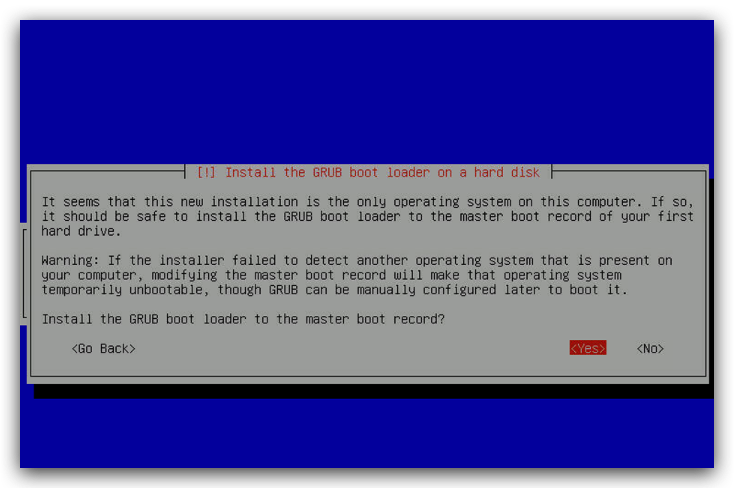 [!] Install the GRUB boot loader on a hard disk
It seems that this new installation is the only operating system on this computer. If so,
it should be safe to install the GRUB boot loader to the master boot record of your first
hard drive.
Warning: If the installer failed to detect another operating system that is present on
your computer, modifying the master boot record will make that operating system
temporarily unbootable, though GRUB can be manually configured later to boot it.
Install the GRUB boot loader to the master boot record?
<Go Back> <Yes> <No>